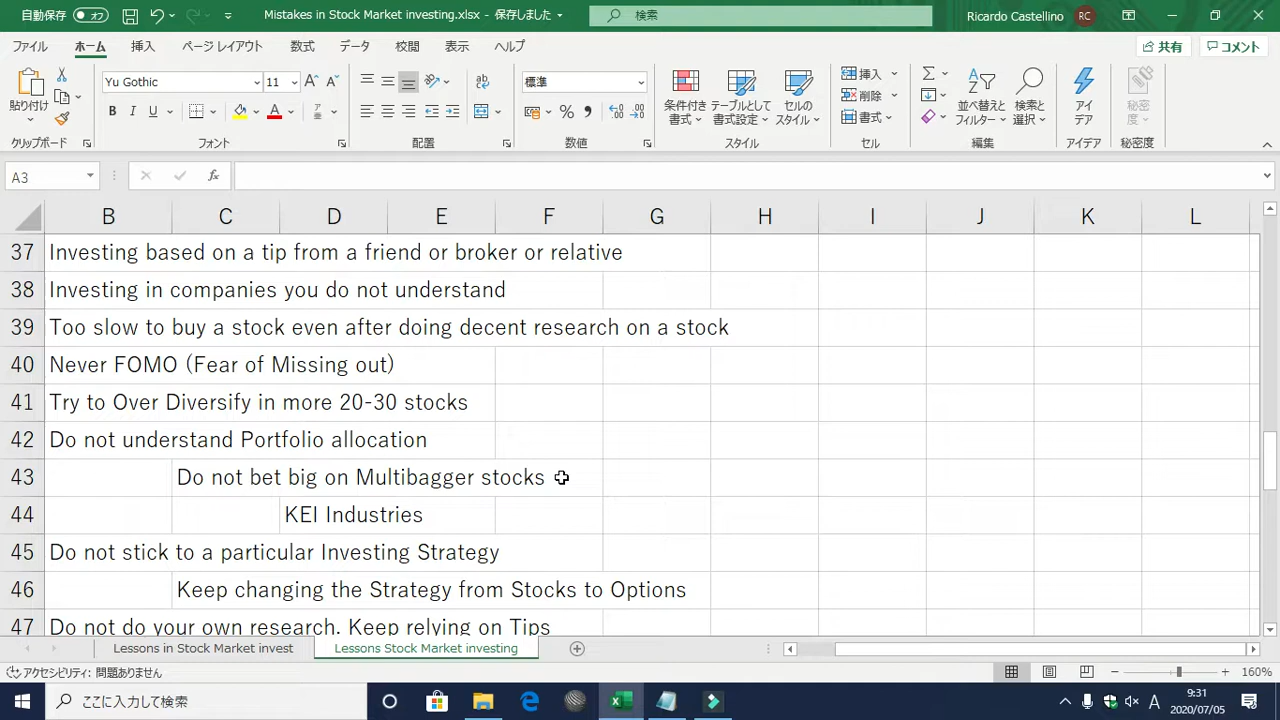 自動保存 オフ Mistakes in Stock Market investing.xlsx - 保存しました 検索 Ricardo Castellino RC
ファイル ホーム 挿入 ページ レイアウト 数式 データ 校閲 表示 ヘルプ 共有 コメント
Yu Gothic 11 標準
貼り付け
条件付き書式
テーブルとして書式設定
セルのスタイル
挿入
削除
書式
並べ替えとフィルター
検索と選択
アイデア
秘密度
クリップボード フォント 配置 数値 スタイル セル 編集 アイデア 秘密度
A3
B C D E F G H I J K L
37 Investing based on a tip from a friend or broker or relative
38 Investing in companies you do not understand
39 Too slow to buy a stock even after doing decent research on a stock
40 Never FOMO (Fear of Missing out)
41 Try to Over Diversify in more 20-30 stocks
42 Do not understand Portfolio allocation
43 Do not bet big on Multibagger stocks
44 KEI Industries
45 Do not stick to a particular Investing Strategy
46 Keep changing the Strategy from Stocks to Options
47 Do not do your own research. Keep relying on Tips
Lessons in Stock Market invest Lessons Stock Market investing
アクセシビリティ: 問題ありません 160%
ここに入力して検索 A 9:31
2020/07/05